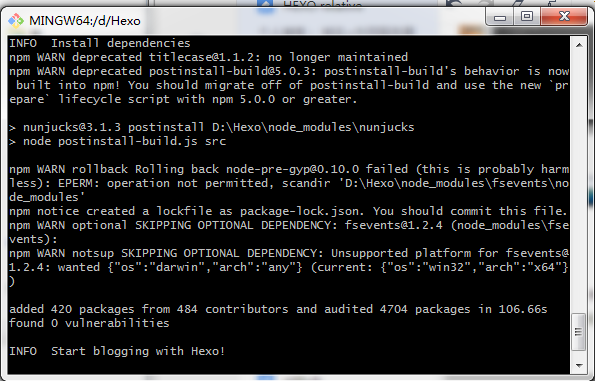 HEXO relative
MINGW64:/d/Hexo
INFO  Install dependencies
npm WARN deprecated titlecase@1.1.2: no longer maintained
npm WARN deprecated postinstall-build@5.0.3: postinstall-build's behavior is now
 built into npm! You should migrate off of postinstall-build and use the new `pr
epare` lifecycle script with npm 5.0.0 or greater.
> nunjucks@3.1.3 postinstall D:\Hexo\node_modules\nunjucks
> node postinstall-build.js src
npm WARN rollback Rolling back node-pre-gyp@0.10.0 failed (this is probably harm
less): EPERM: operation not permitted, scandir 'D:\Hexo\node_modules\fsevents\no
de_modules'
npm notice created a lockfile as package-lock.json. You should commit this file.
npm WARN optional SKIPPING OPTIONAL DEPENDENCY: fsevents@1.2.4 (node_modules\fse
vents):
npm WARN notsup SKIPPING OPTIONAL DEPENDENCY: Unsupported platform for fsevents@
1.2.4: wanted {"os":"darwin","arch":"any"} (current: {"os":"win32","arch":"x64"}
)
added 420 packages from 484 contributors and audited 4704 packages in 106.66s
found 0 vulnerabilities
INFO  Start blogging with Hexo!